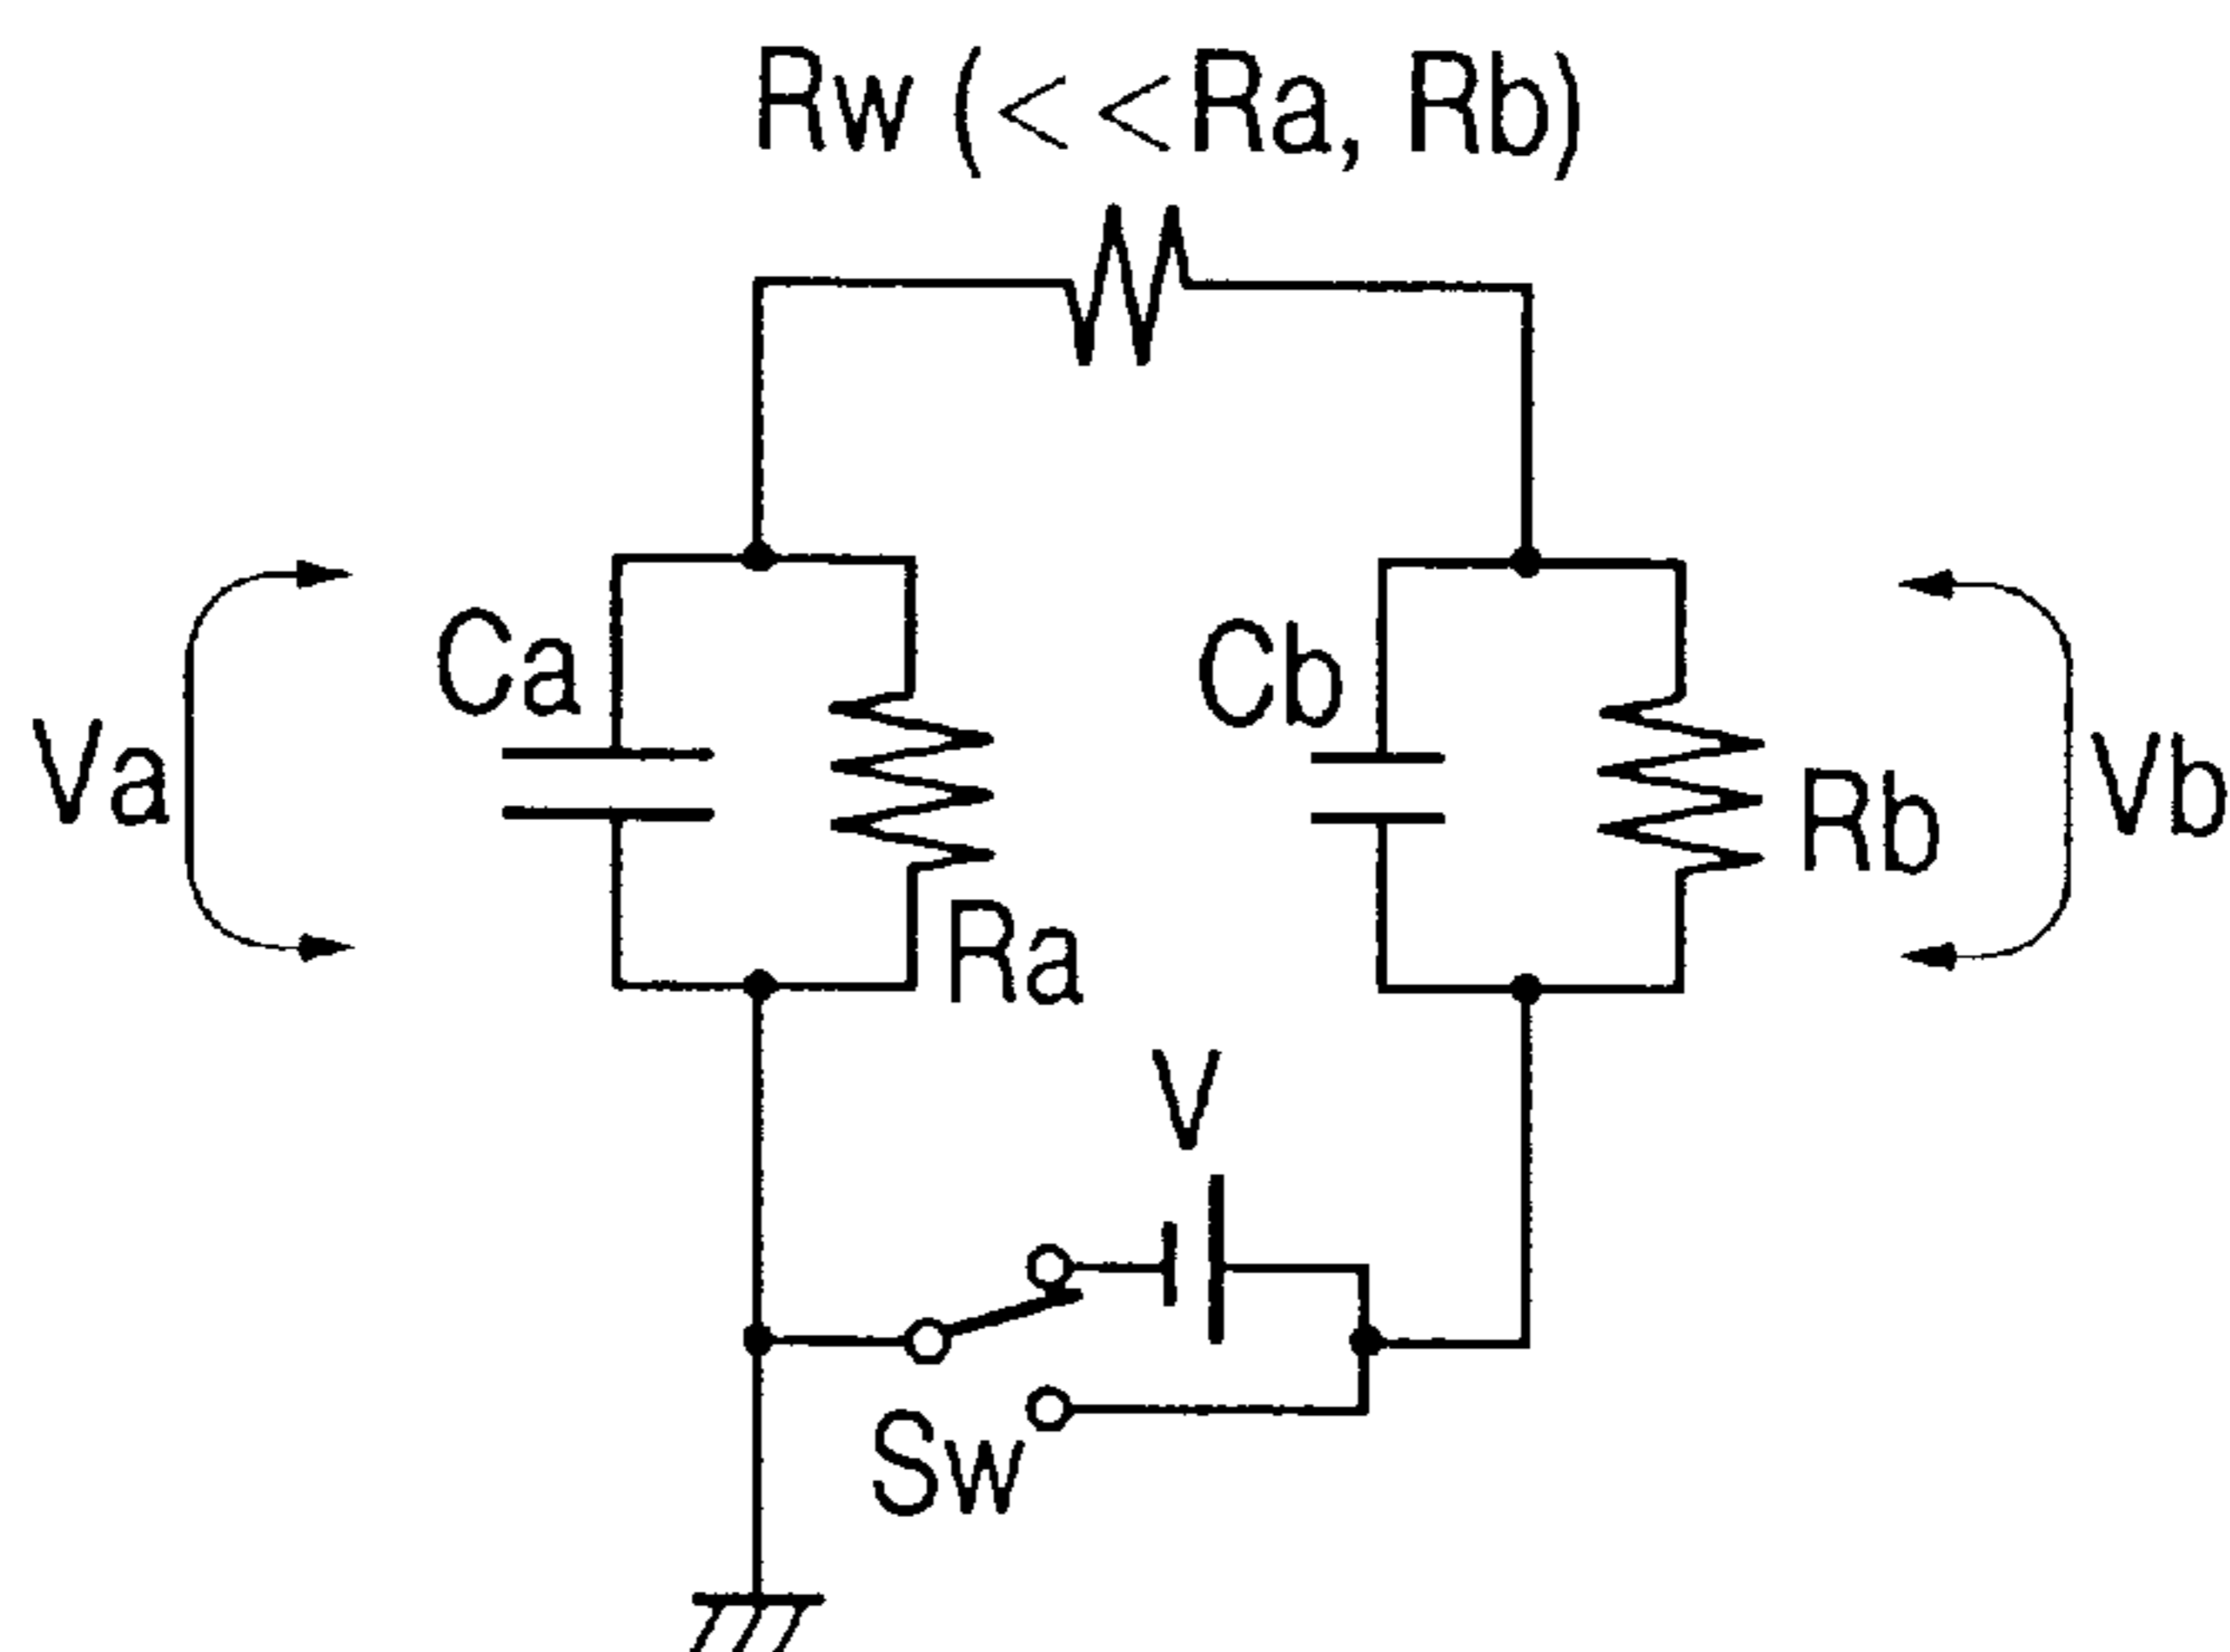 Rw (<<Ra, Rb)
Ca
Cb
Va
Vb
Rb
Ra
V
Sw